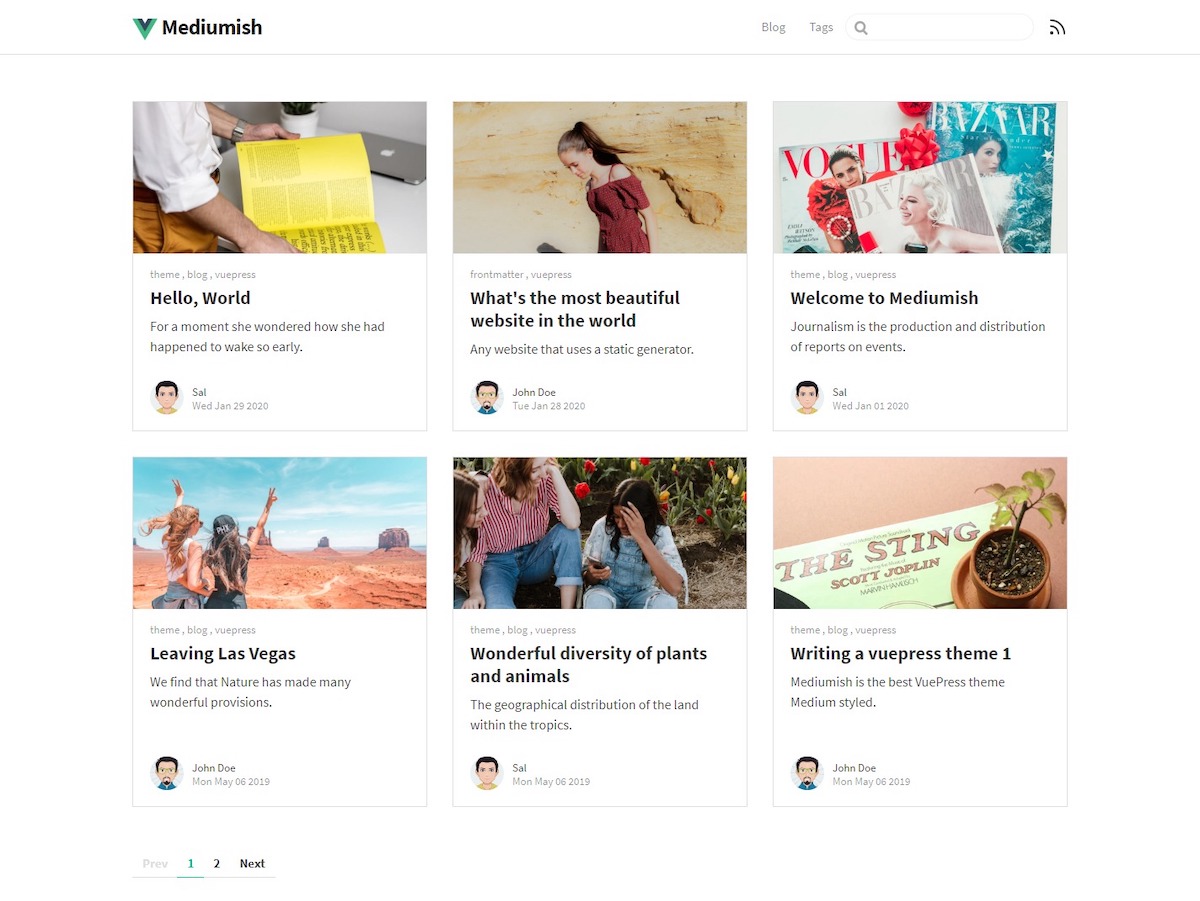 Mediumish
Blog
Tags
VOGUE
BAZAAR
BAZAAR
theme , blog , vuepress
Hello, World
For a moment she wondered how she had
happened to wake so early.
Sal
Wed Jan 29 2020
frontmatter , vuepress
What's the most beautiful
website in the world
Any website that uses a static generator.
John Doe
Tue Jan 28 2020
theme , blog , vuepress
Welcome to Mediumish
Journalism is the production and distribution
of reports on events.
Sal
Wed Jan 01 2020
THE STING
SCOTT JOPLIN
MARVIN HAMLISCH
theme , blog , vuepress
Leaving Las Vegas
We find that Nature has made many
wonderful provisions.
John Doe
Mon May 06 2019
theme , blog , vuepress
Wonderful diversity of plants
and animals
The geographical distribution of the land
within the tropics.
Sal
Mon May 06 2019
theme , blog , vuepress
Writing a vuepress theme 1
Mediumish is the best VuePress theme
Medium styled.
John Doe
Mon May 06 2019
Prev
1
2
Next